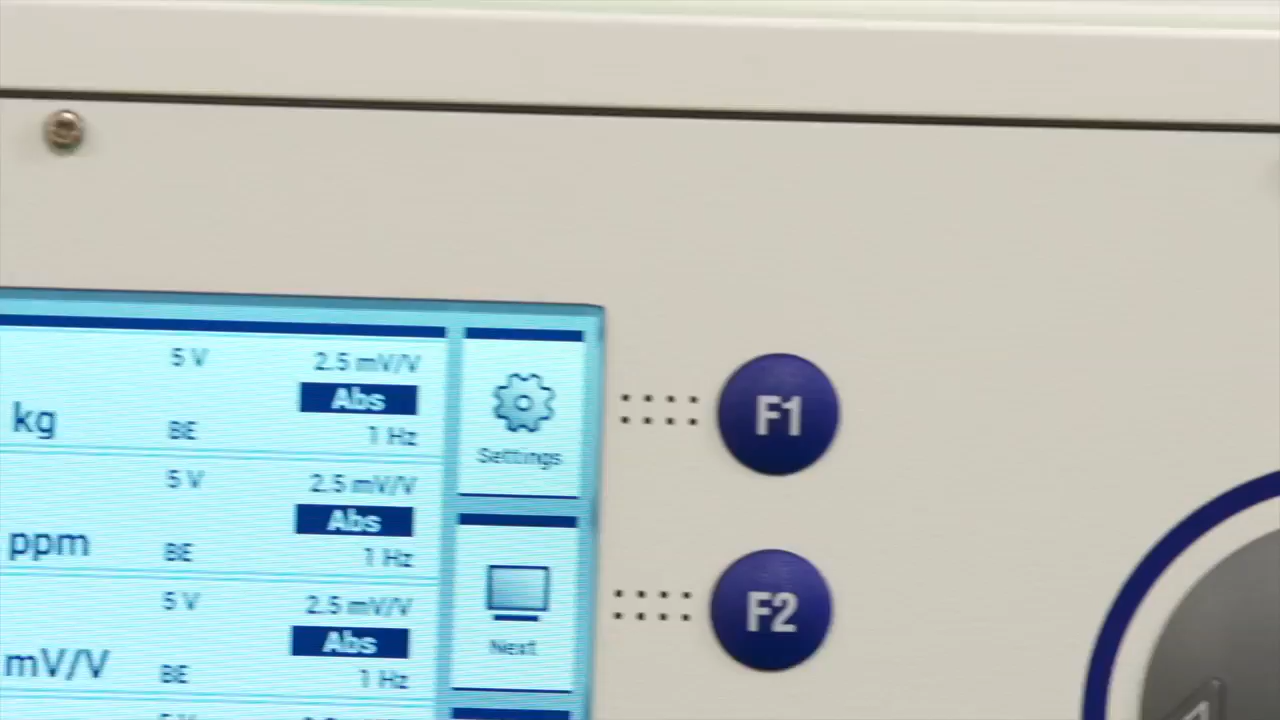 5 V 2.5 mV/V
Abs
kg BE 1 Hz
Settings
F1
5 V 2.5 mV/V
Abs
ppm BE 1 Hz
Next
F2
5 V 2.5 mV/V
Abs
mV/V BE 1 Hz